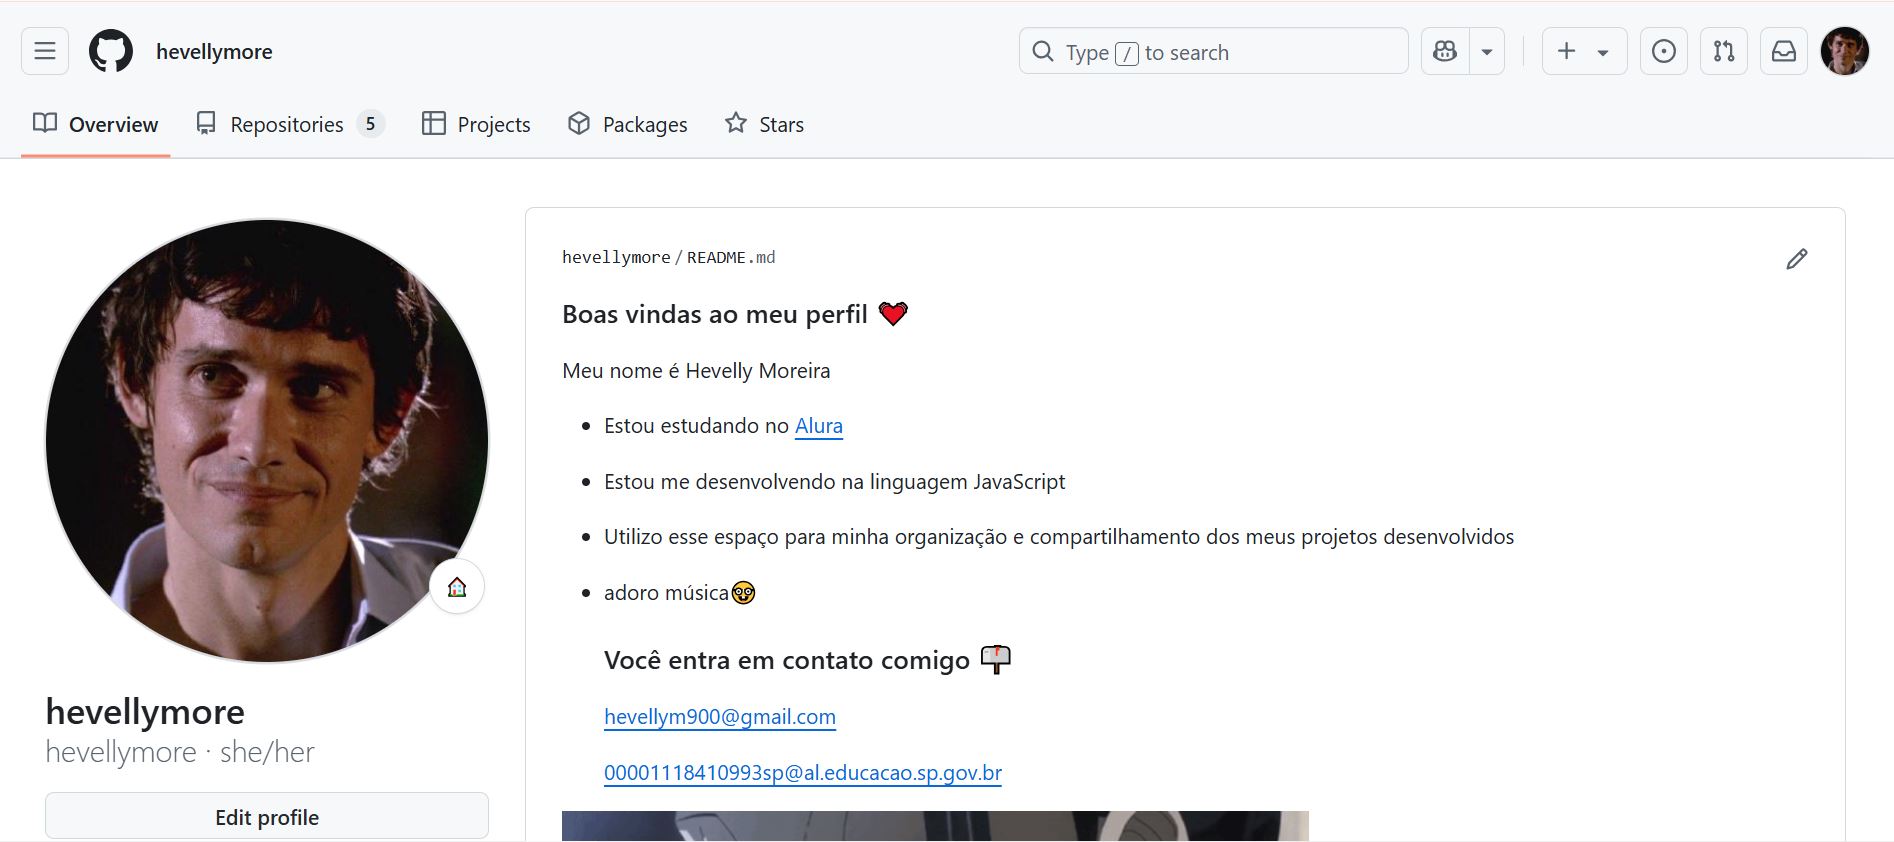 hevellymore
Type / to search
Overview
Repositories 5
Projects
Packages
Stars
hevellymore/README.md
Boas vindas ao meu perfil
Meu nome é Hevelly Moreira
Estou estudando no Alura
Estou me desenvolvendo na linguagem JavaScript
Utilizo esse espaço para minha organização e compartilhamento dos meus projetos desenvolvidos
adoro música
Você entra em contato comigo
hevellym900@gmail.com
00001118410993sp@al.educacao.sp.gov.br
hevellymore
hevellymore · she/her
Edit profile